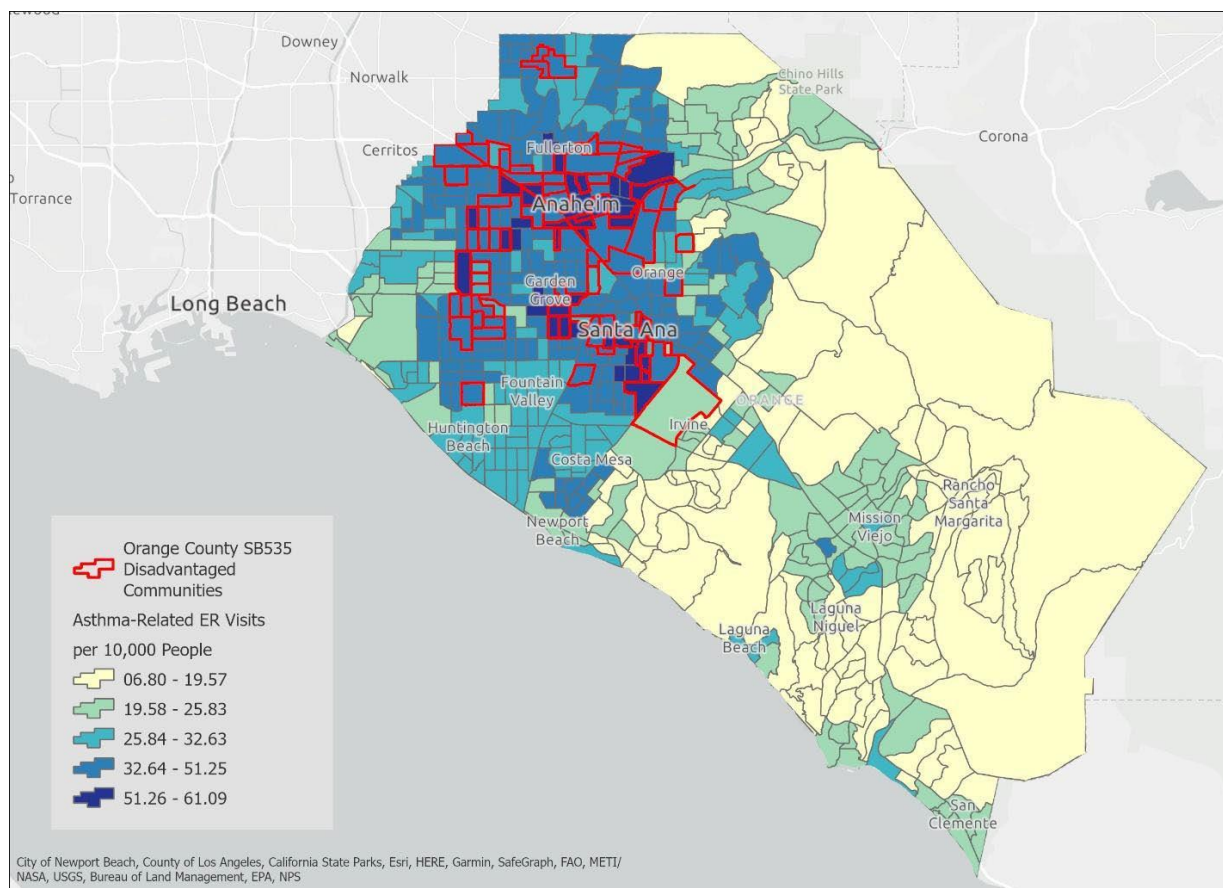 Downey
Norwalk
Chino Hills
State Park
Corona
Cerritos
Fullerton
Torrance
Anaheim
Orange
Garden
Grove
Long Beach
Santa Ana
Fountain
Valley
ORANGE
Irvine
Huntington
Beach
Costa Mesa
Rancho
Santa
Margarita
Mission
Viejo
Newport
Beach
Laguna
Niguel
Laguna
Beach
San
Clemente
Orange County SB535
Disadvantaged
Communities
Asthma-Related ER Visits
per 10,000 People
06.80 - 19.57
19.58 - 25.83
25.84 - 32.63
32.64 - 51.25
51.26 - 61.09
City of Newport Beach, County of Los Angeles, California State Parks, Esri, HERE, Garmin, SafeGraph, FAO, METI/
NASA, USGS, Bureau of Land Management, EPA, NPS